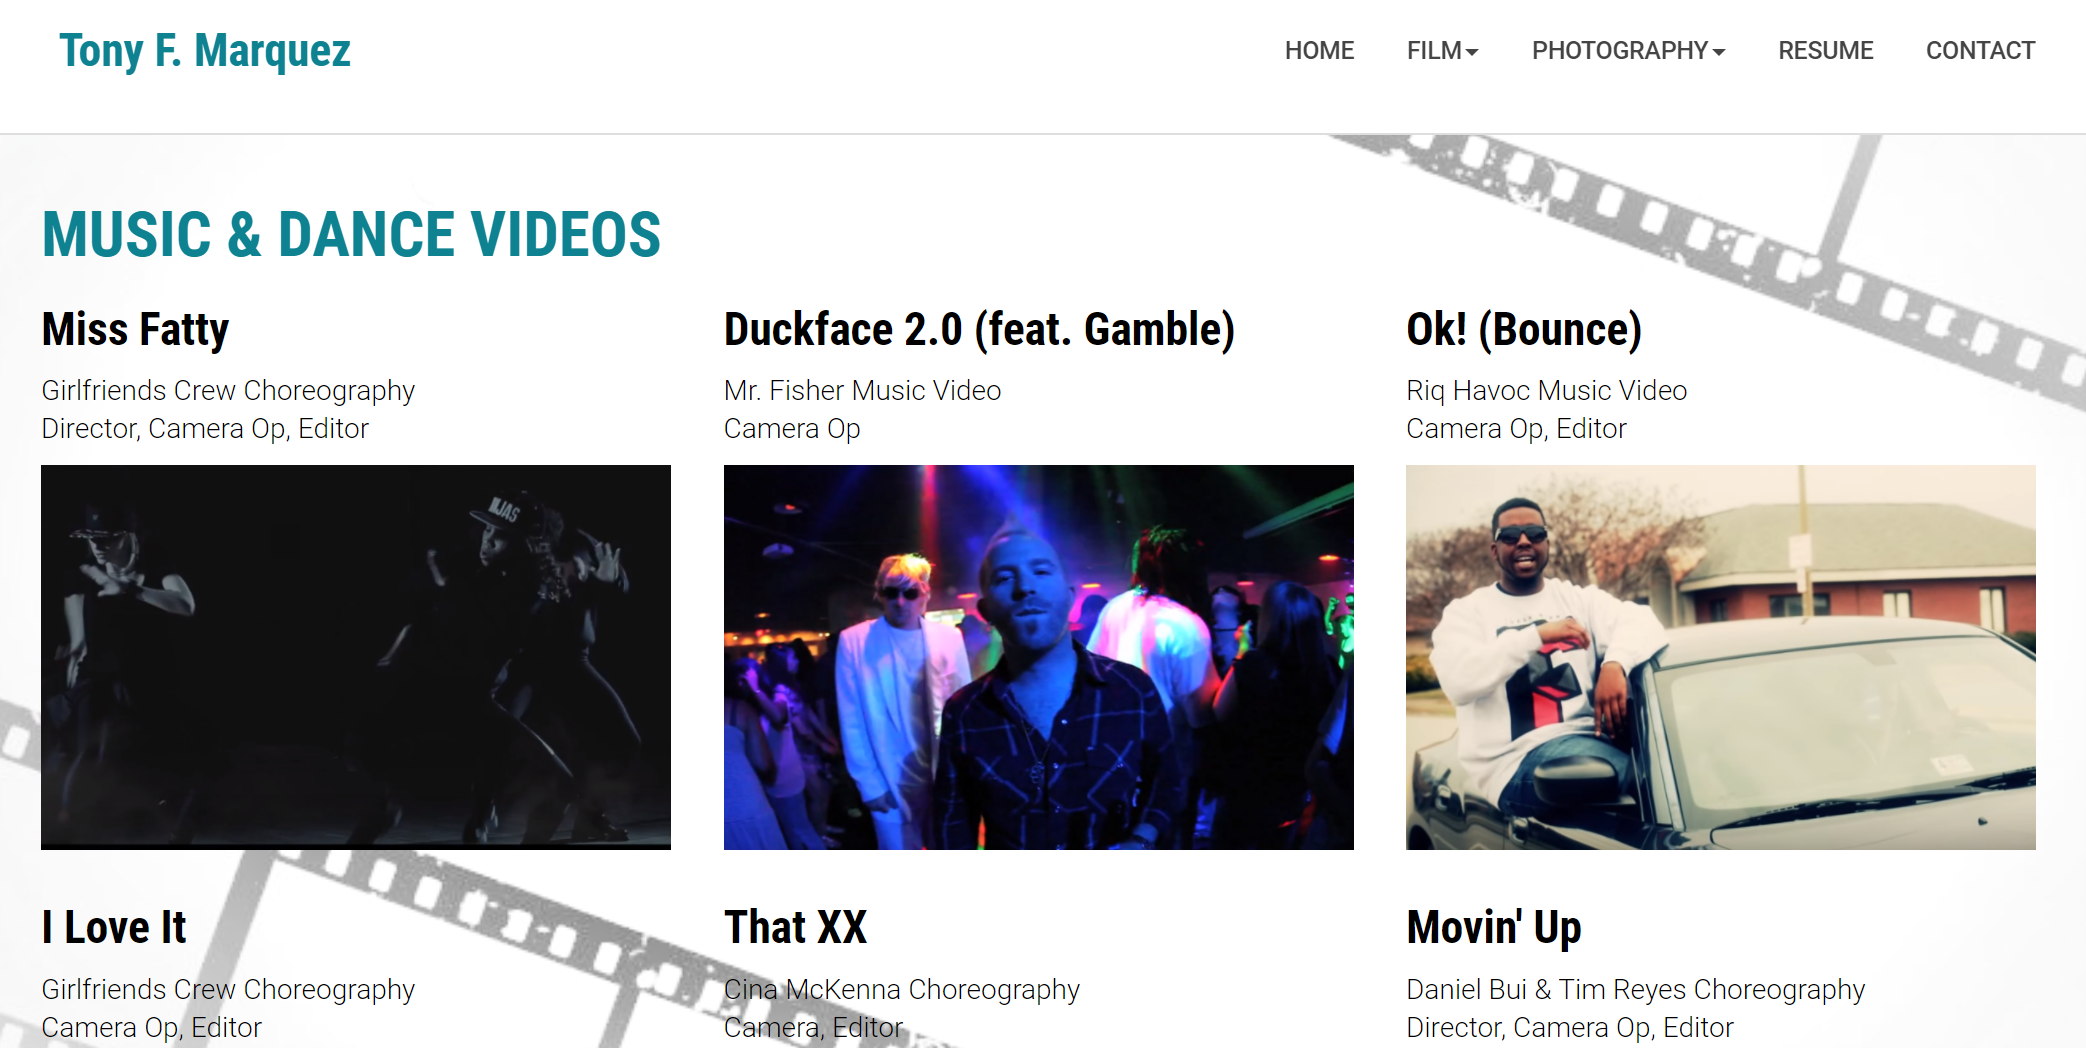 Tony F. Marquez
HOME FILM PHOTOGRAPHY RESUME CONTACT
MUSIC & DANCE VIDEOS
Miss Fatty
Girlfriends Crew Choreography
Director, Camera Op, Editor
Duckface 2.0 (feat. Gamble)
Mr. Fisher Music Video
Camera Op
Ok! (Bounce)
Riq Havoc Music Video
Camera Op, Editor
I Love It
Girlfriends Crew Choreography
Camera Op, Editor
That XX
Cina McKenna Choreography
Camera, Editor
Movin' Up
Daniel Bui & Tim Reyes Choreography
Director, Camera Op, Editor